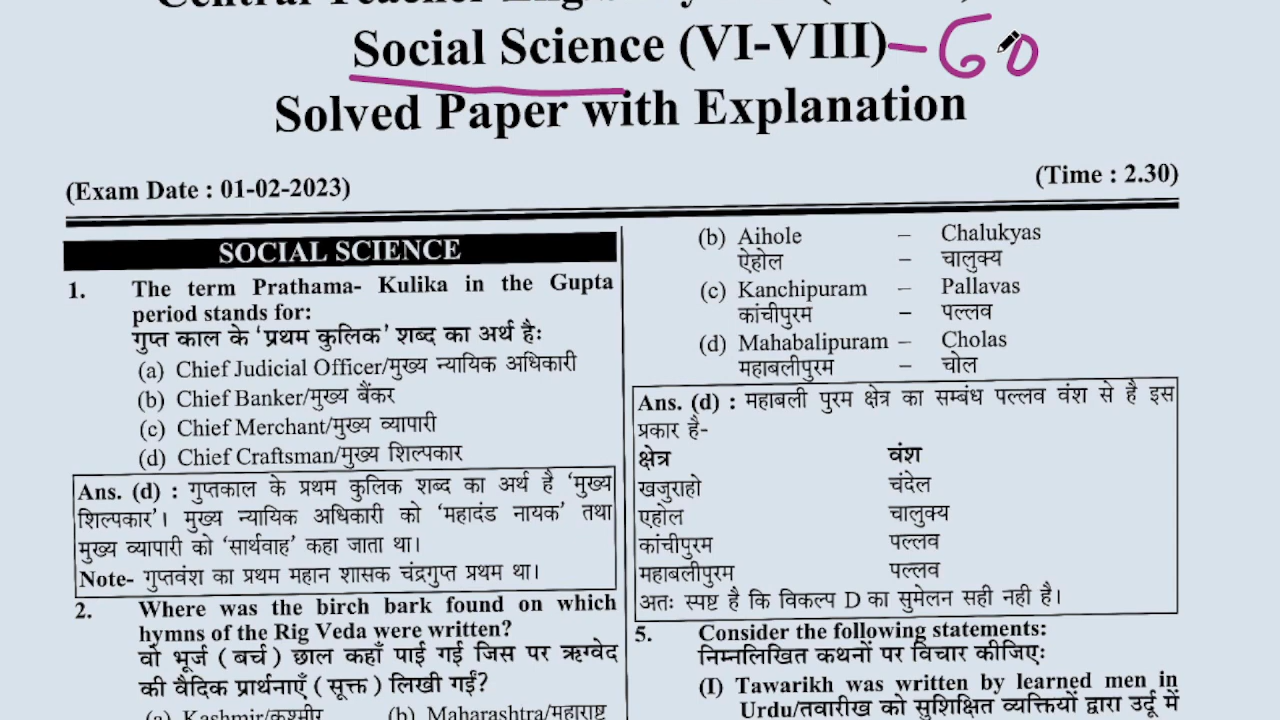 Social Science (VI-VIII) - 60
Solved Paper with Explanation
(Exam Date : 01-02-2023)
(Time : 2.30)
SOCIAL SCIENCE
1. The term Prathama- Kulika in the Gupta
period stands for:
गुप्त काल के 'प्रथम कुलिक' शब्द का अर्थ है:
(a) Chief Judicial Officer/मुख्य न्यायिक अधिकारी
(b) Chief Banker/मुख्य बैंकर
(c) Chief Merchant/मुख्य व्यापारी
(d) Chief Craftsman/मुख्य शिल्पकार
Ans. (d) : गुप्तकाल के प्रथम कुलिक शब्द का अर्थ है 'मुख्य
शिल्पकार'। मुख्य न्यायिक अधिकारी को 'महादंड नायक' तथा
मुख्य व्यापारी को 'सार्थवाह' कहा जाता था।
Note- गुप्तवंश का प्रथम महान शासक चंद्रगुप्त प्रथम था।
2. Where was the birch bark found on which
hymns of the Rig Veda were written?
वो भूर्ज (बर्च) छाल कहाँ पाई गई जिस पर ऋग्वेद
की वैदिक प्रार्थनाएँ (सूक्त) लिखी गईं?
(a) Kashmir/कश्मीर (b) Maharashtra/महाराष्ट्र
(b) Aihole – Chalukyas
ऐहोल – चालुक्य
(c) Kanchipuram – Pallavas
कांचीपुरम – पल्लव
(d) Mahabalipuram – Cholas
महाबलीपुरम – चोल
Ans. (d) : महाबली पुरम क्षेत्र का सम्बंध पल्लव वंश से है इस
प्रकार है-
क्षेत्र वंश
खजुराहो चंदेल
एहोल चालुक्य
कांचीपुरम पल्लव
महाबलीपुरम पल्लव
अतः स्पष्ट है कि विकल्प D का सुमेलन सही नही है।
5. Consider the following statements:
निम्नलिखित कथनों पर विचार कीजिए:
(I) Tawarikh was written by learned men in
Urdu/तवारीख को सुशिक्षित व्यक्तियों द्वारा उर्दू में